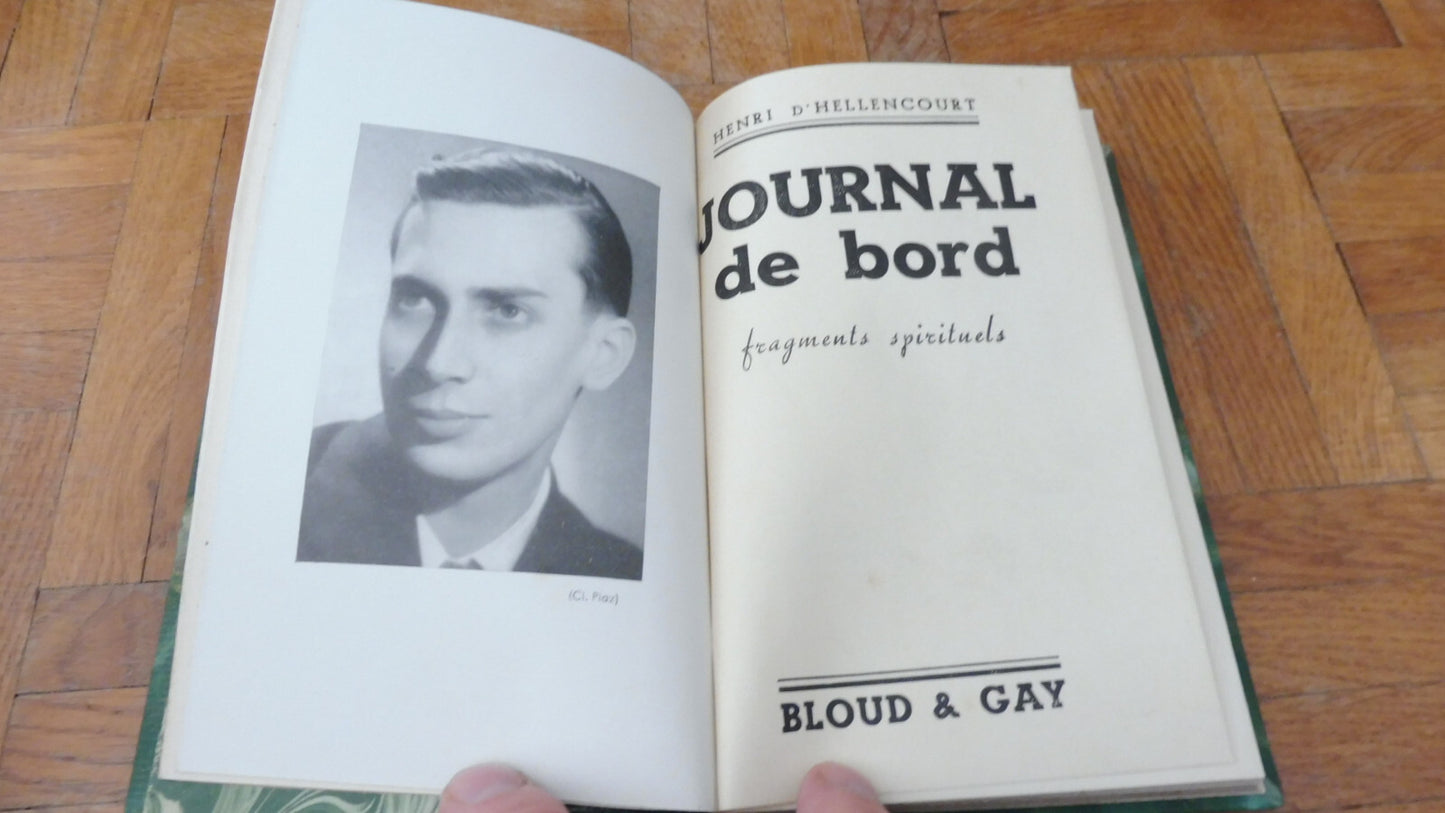 (Cl. Piaz)
HENRI D'HELLENCOURT
JOURNAL
de bord
fragments spirituels
BLOUD & GAY